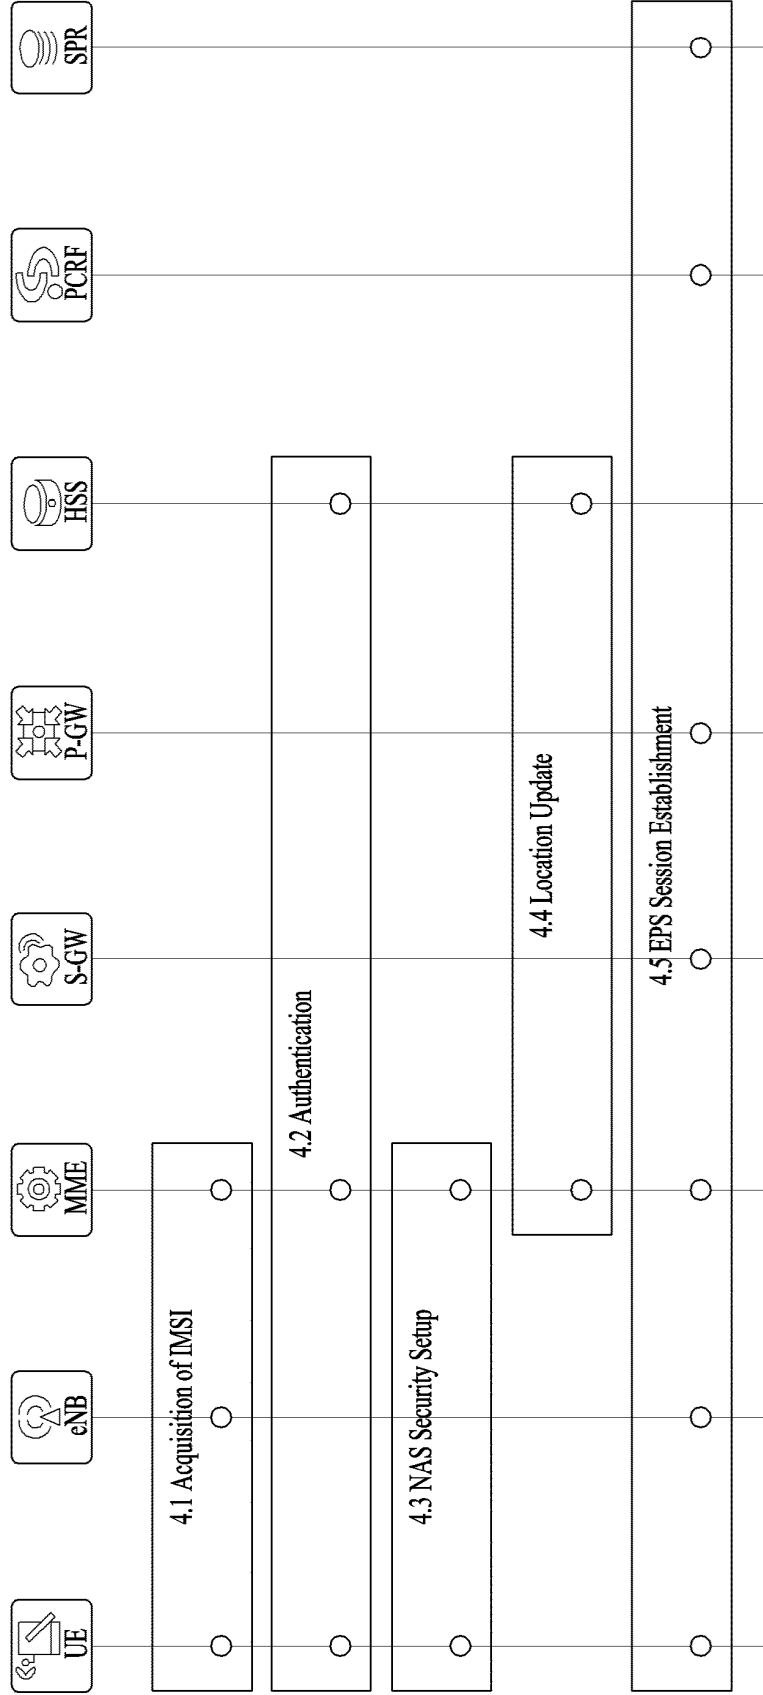 UE
eNB
MME
S-GW
P-GW
HSS
PCRF
SPR
4.1 Acquisition of IMSI
4.2 Authentication
4.3 NAS Security Setup
4.4 Location Update
4.5 EPS Session Establishment